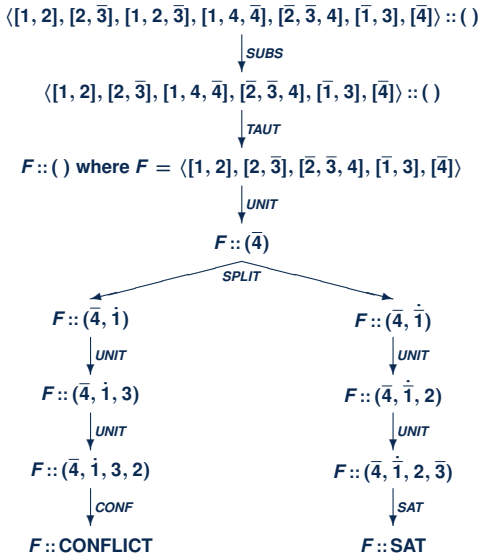 ⟨[1, 2], [2, 3̅], [1, 2, 3̅], [1, 4, 4̅], [2̅, 3̅, 4], [1̅, 3], [4̅]⟩ :: ( )
SUBS
⟨[1, 2], [2, 3̅], [1, 4, 4̅], [2̅, 3̅, 4], [1̅, 3], [4̅]⟩ :: ( )
TAUT
F :: ( ) where F = ⟨[1, 2], [2, 3̅], [2̅, 3̅, 4], [1̅, 3], [4̅]⟩
UNIT
F :: (4̅)
SPLIT
F :: (4̅, 1̇) F :: (4̅, 1̅̇)
UNIT UNIT
F :: (4̅, 1̇, 3) F :: (4̅, 1̅̇, 2)
UNIT UNIT
F :: (4̅, 1̇, 3, 2) F :: (4̅, 1̅̇, 2, 3̅)
CONF SAT
F :: CONFLICT F :: SAT